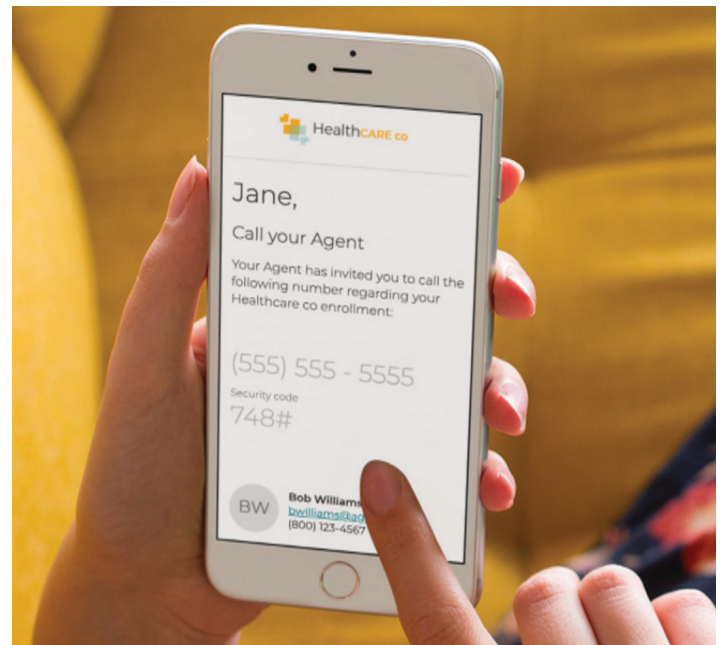 HealthCARE co
Jane,
Call your Agent
Your Agent has invited you to call the
following number regarding your
Healthcare co enrollment:
(555) 555 - 5555
Security code
748#
BW
Bob Williams
(800) 123-4567